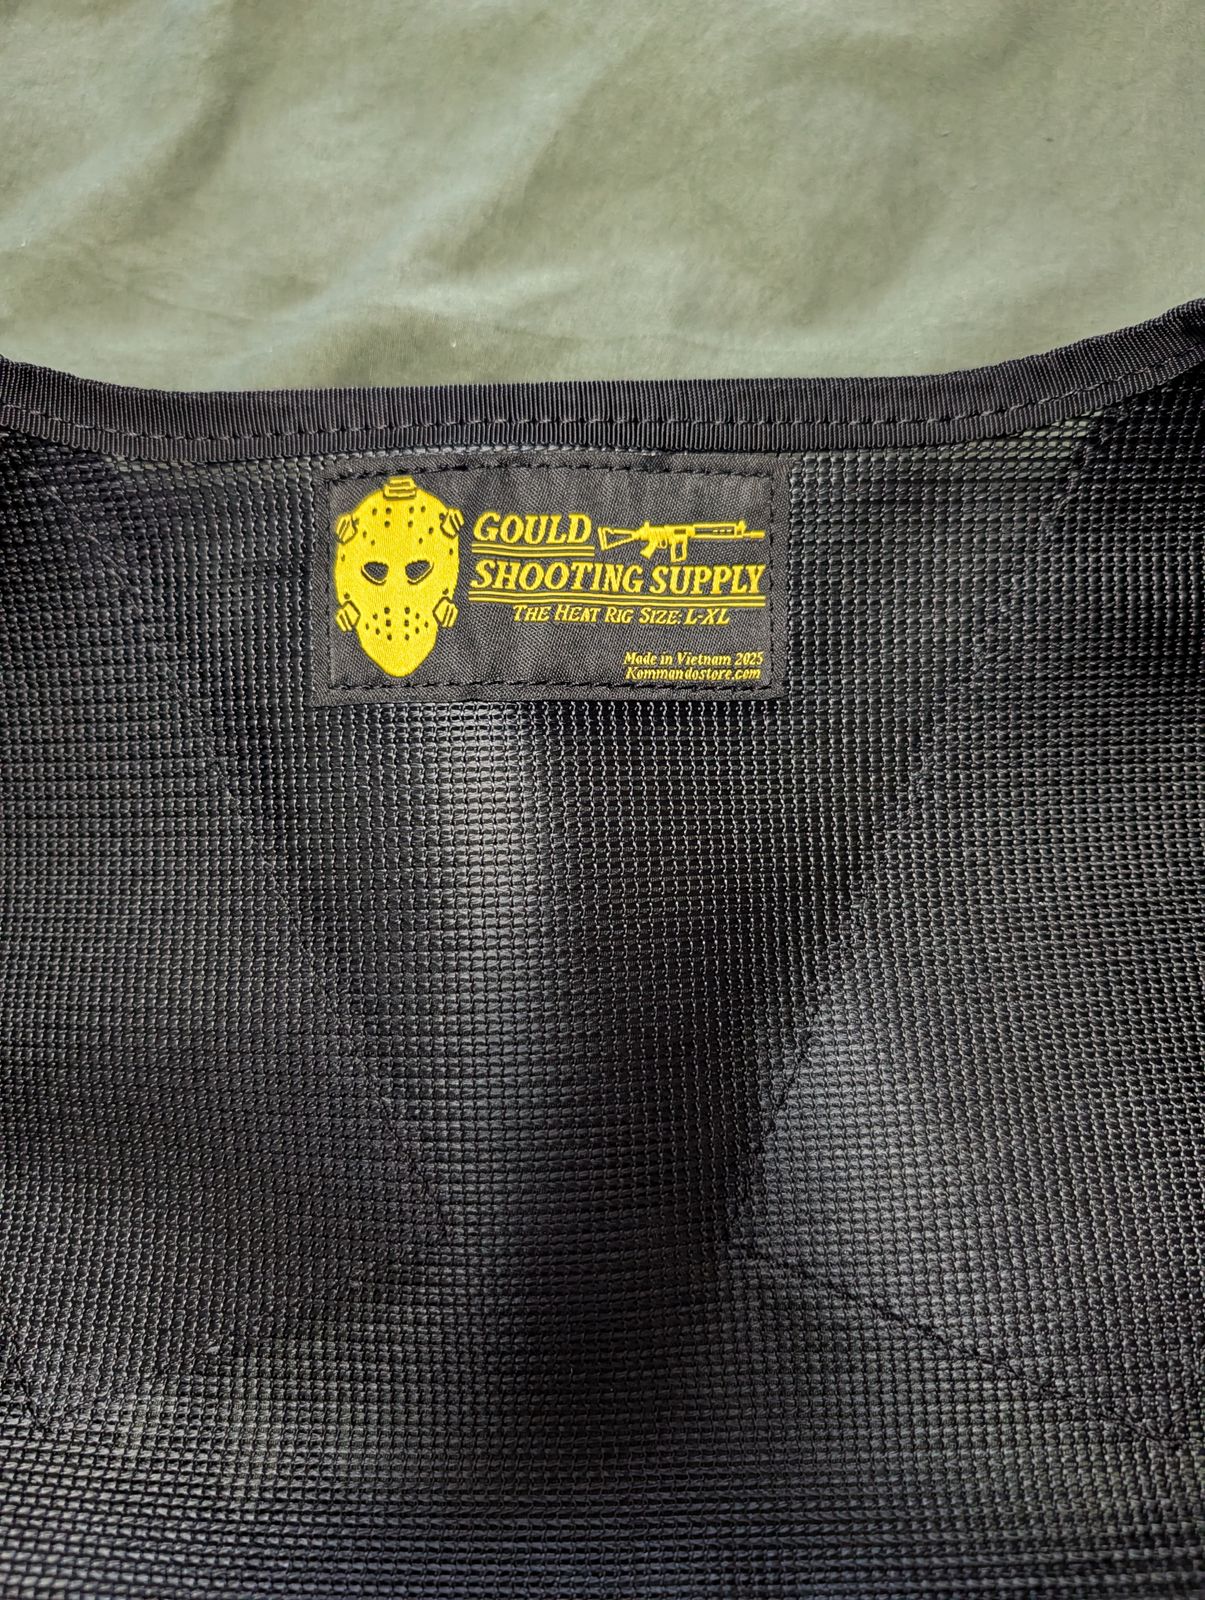 GOULD
SHOOTING SUPPLY
THE HEAT RIG SIZE: L-XL
Made in Vietnam 2025
Kommandostore.com